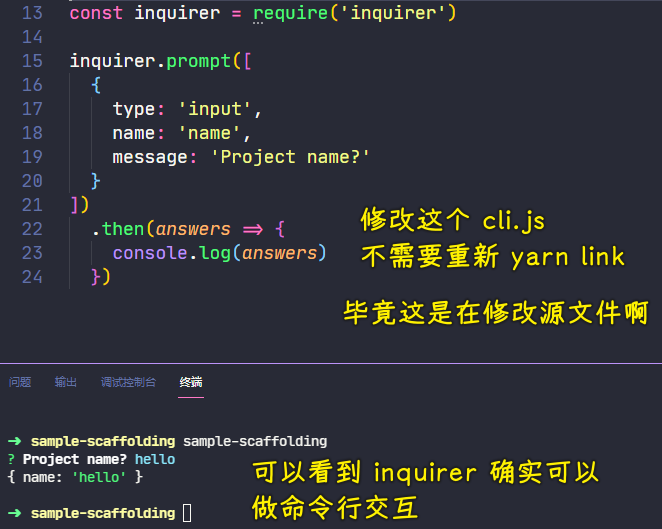 13 const inquirer = require('inquirer')
14
15 inquirer.prompt([
16   {
17     type: 'input',
18     name: 'name',
19     message: 'Project name?'
20   }
21 ])
22   .then(answers => {
23     console.log(answers)
24   })
修改这个 cli.js
不需要重新 yarn link
毕竟这是在修改源文件啊
问题 输出 调试控制台 终端
➜ sample-scaffolding sample-scaffolding
? Project name? hello
{ name: 'hello' }
➜ sample-scaffolding
可以看到 inquirer 确实可以
做命令行交互